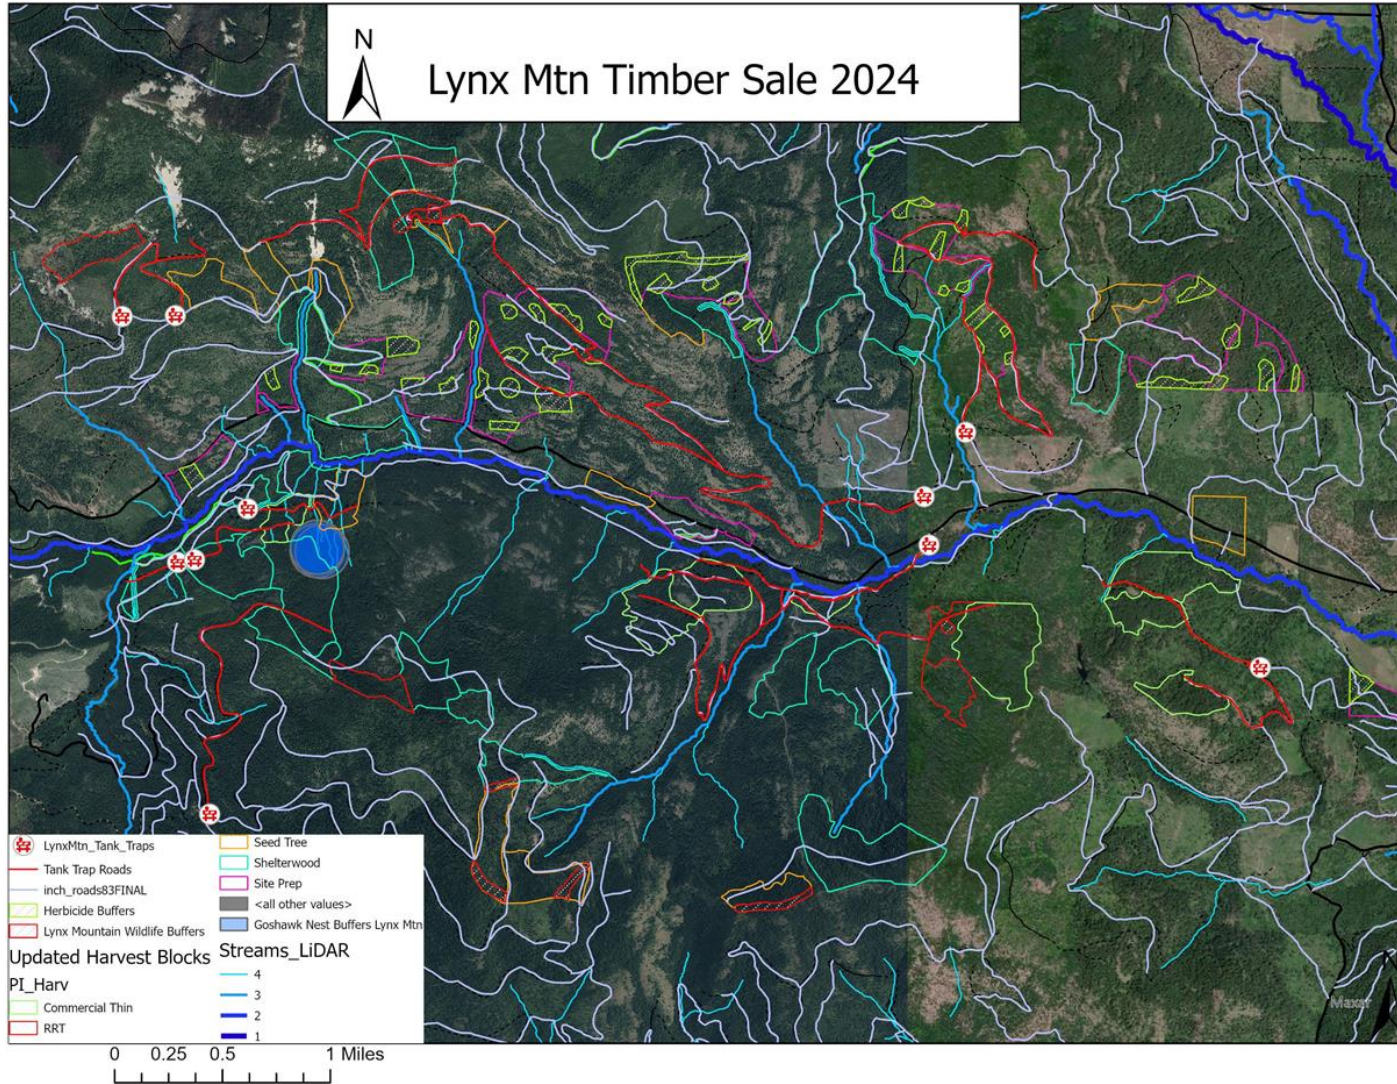 N
Lynx Mtn Timber Sale 2024
LynxMtn_Tank_Traps
Tank Trap Roads
inch_roads83FINAL
Herbicide Buffers
Lynx Mountain Wildlife Buffers
Updated Harvest Blocks
PI_Harv
Commercial Thin
RRT
Seed Tree
Shelterwood
Site Prep
<all other values>
Goshawk Nest Buffers Lynx Mtn
Streams_LiDAR
4
3
2
1
Maxar
0 0.25 0.5 1 Miles